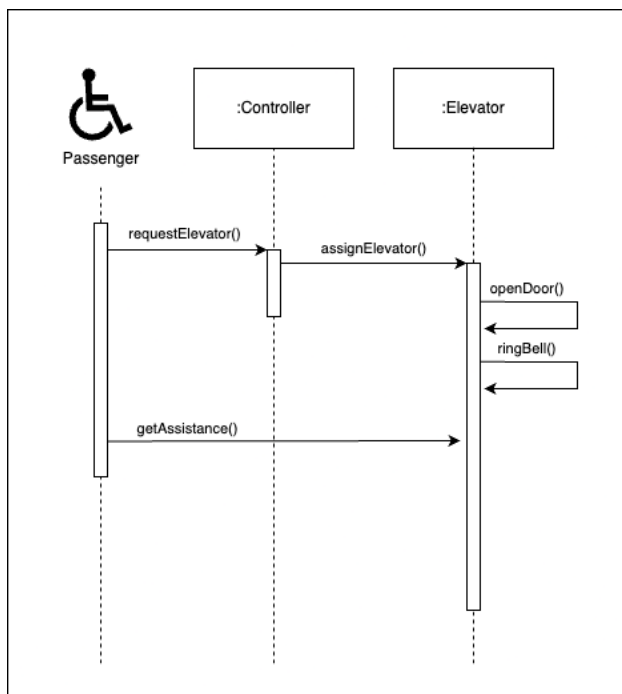 :Controller
:Elevator
Passenger
requestElevator()
assignElevator()
openDoor()
ringBell()
getAssistance()